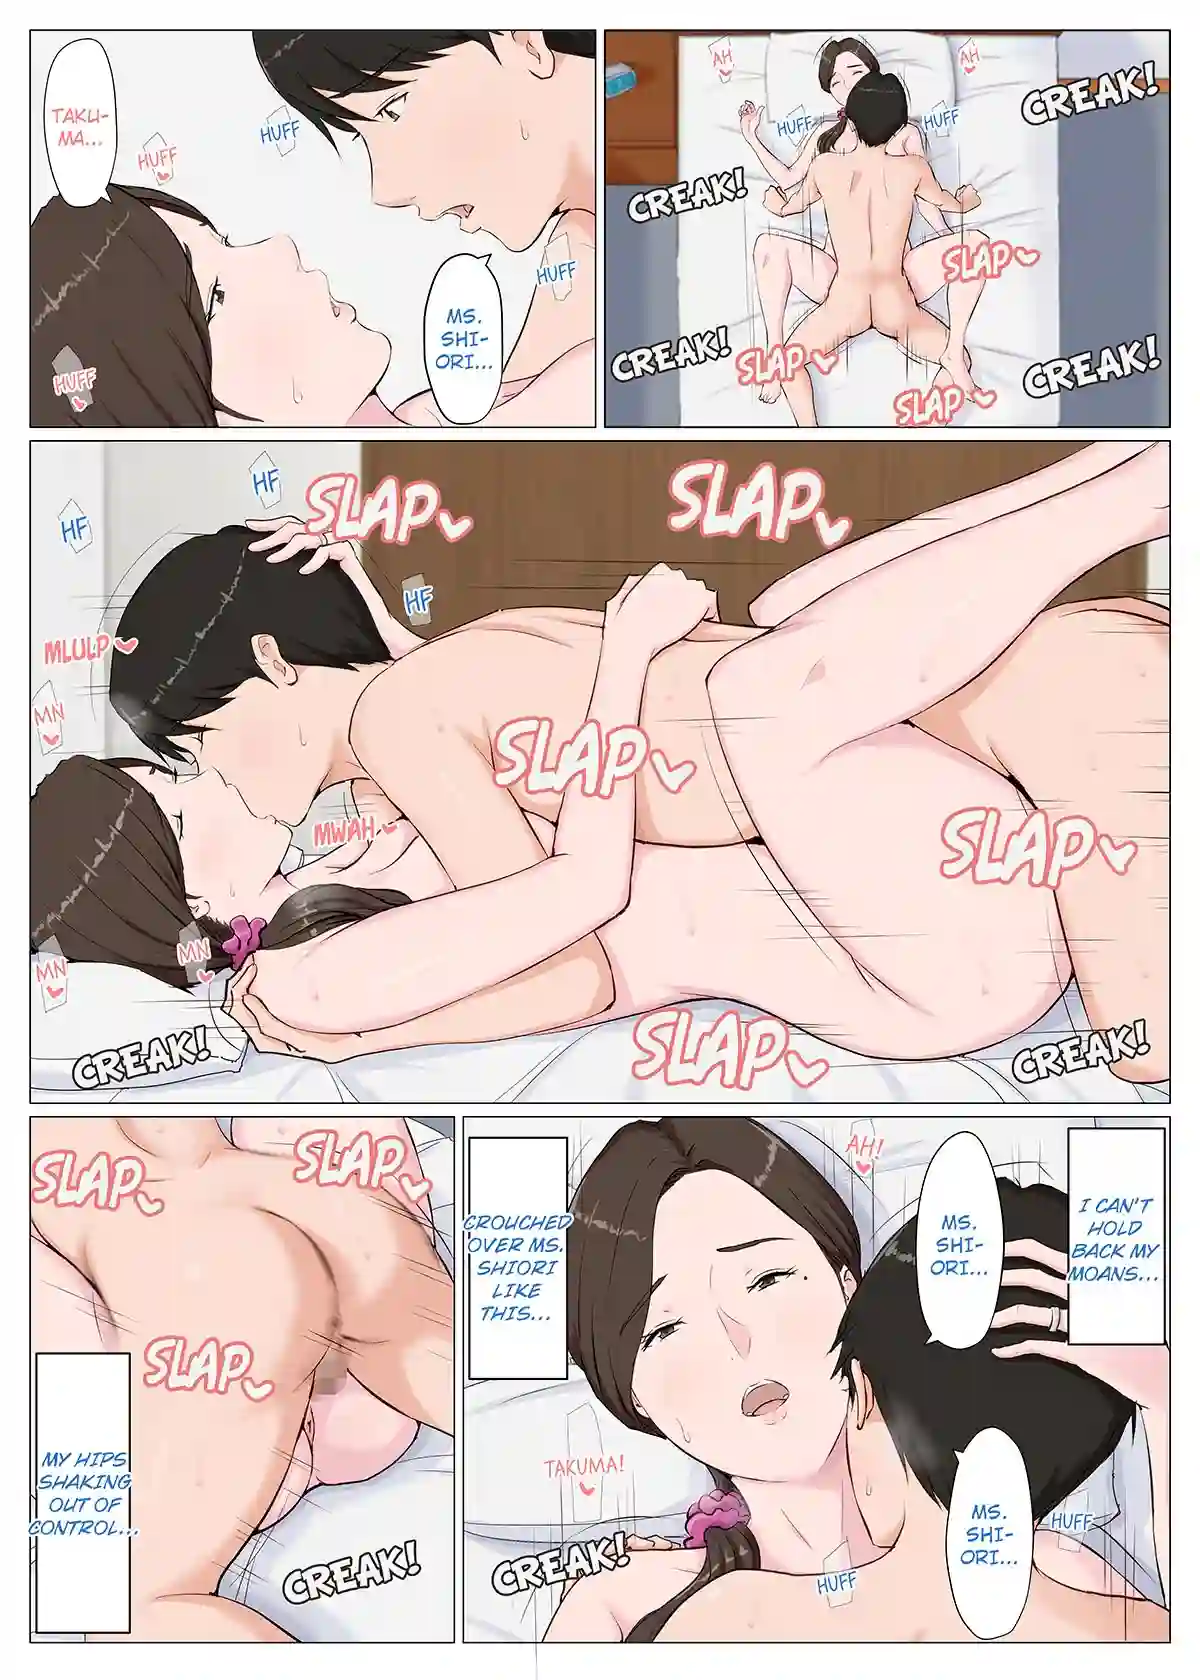 TAKU-
MA...
HUFF
HUFF
HUFF
MS.
SHI-
ORI...
HUFF
AH
AH
HUFF
HUFF
CREAK!
CREAK!
SLAP
CREAK!
SLAP
CREAK!
SLAP
HF
HF
SLAP
SLAP
HF
MLULP
MN
SLAP
MWAH
SLAP
MN
MN
SLAP
CREAK!
CREAK!
SLAP
SLAP
SLAP
MY HIPS
SHAKING
OUT OF
CONTROL...
CREAK!
CROUCHED
OVER MS.
SHIORI
LIKE
THIS...
AH!
MS.
SHI-
ORI...
I CAN'T
HOLD
BACK MY
MOANS...
TAKUMA!
MS.
SHI-
ORI...
HUFF
HUFF
CREAK!